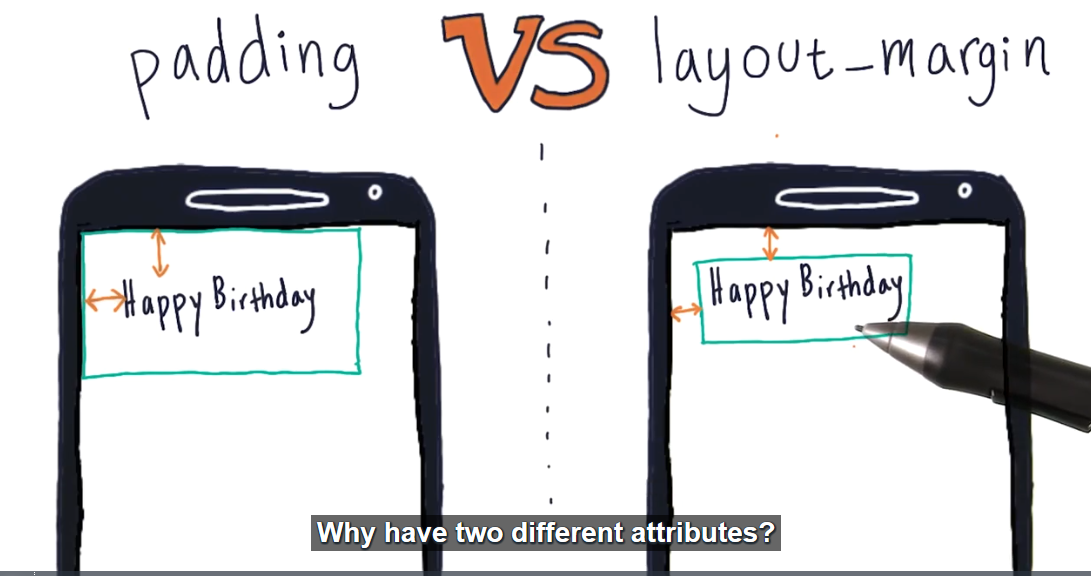 padding VS layout_margin
Happy Birthday
Happy Birthday
Why have two different attributes?